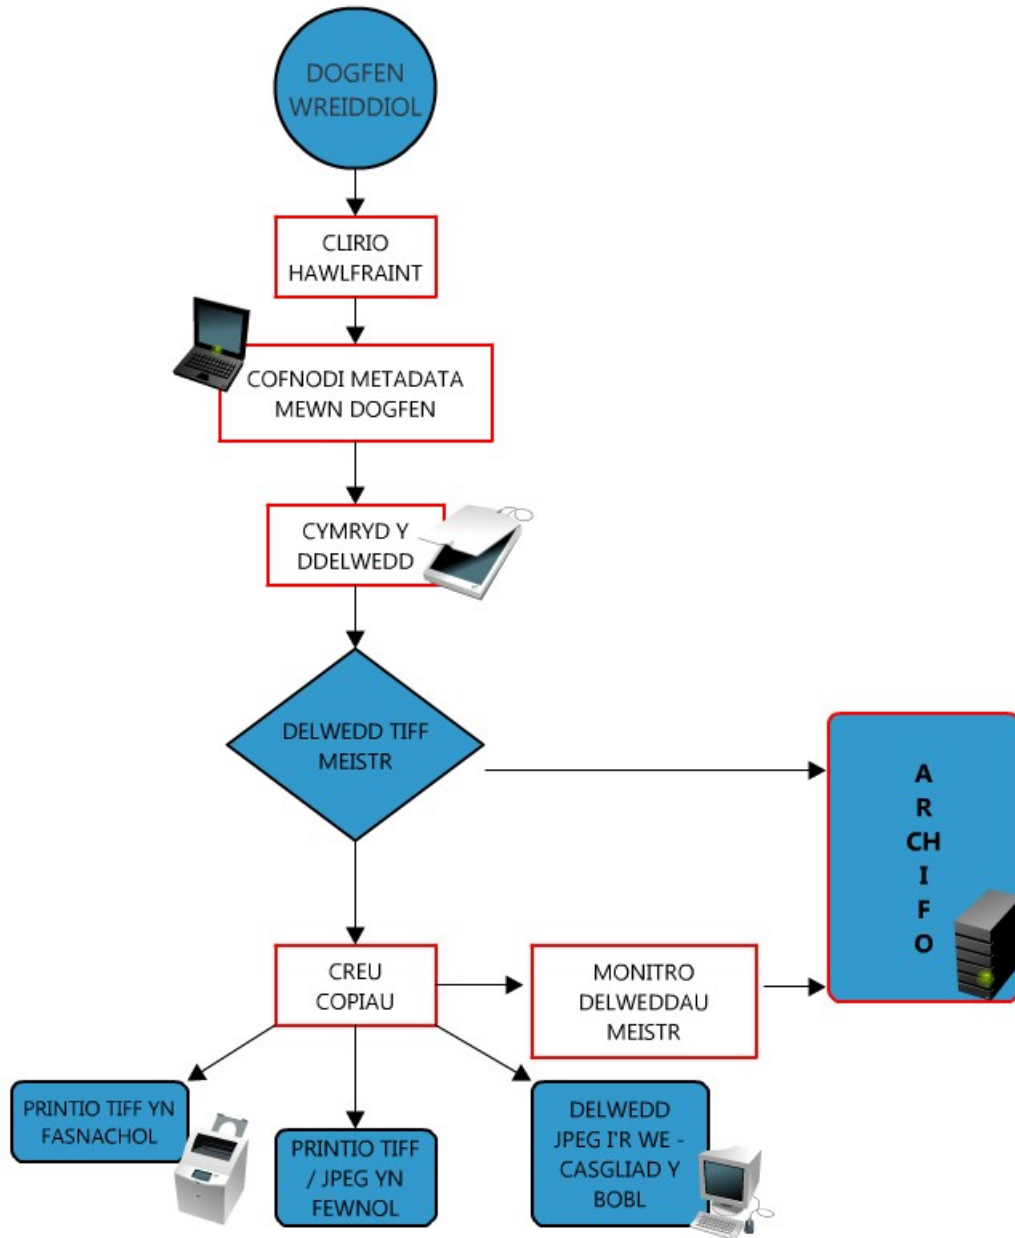 DOGFEN
WREIDDIOL
CLIRIO
HAWLFRAINT
COFNODI METADATA
MEWN DOGFEN
CYMRYD Y
DDELWEDD
DELWEDD TIFF
MEISTR
A
R
CH
I
F
O
CREU
COPIAU
MONITRO
DELWEDDAU
MEISTR
PRINTIO TIFF YN
FASNACHOL
PRINTIO TIFF
/ JPEG YN
FEWNOL
DELWEDD
JPEG I'R WE -
CASGLIAD Y
BOBL